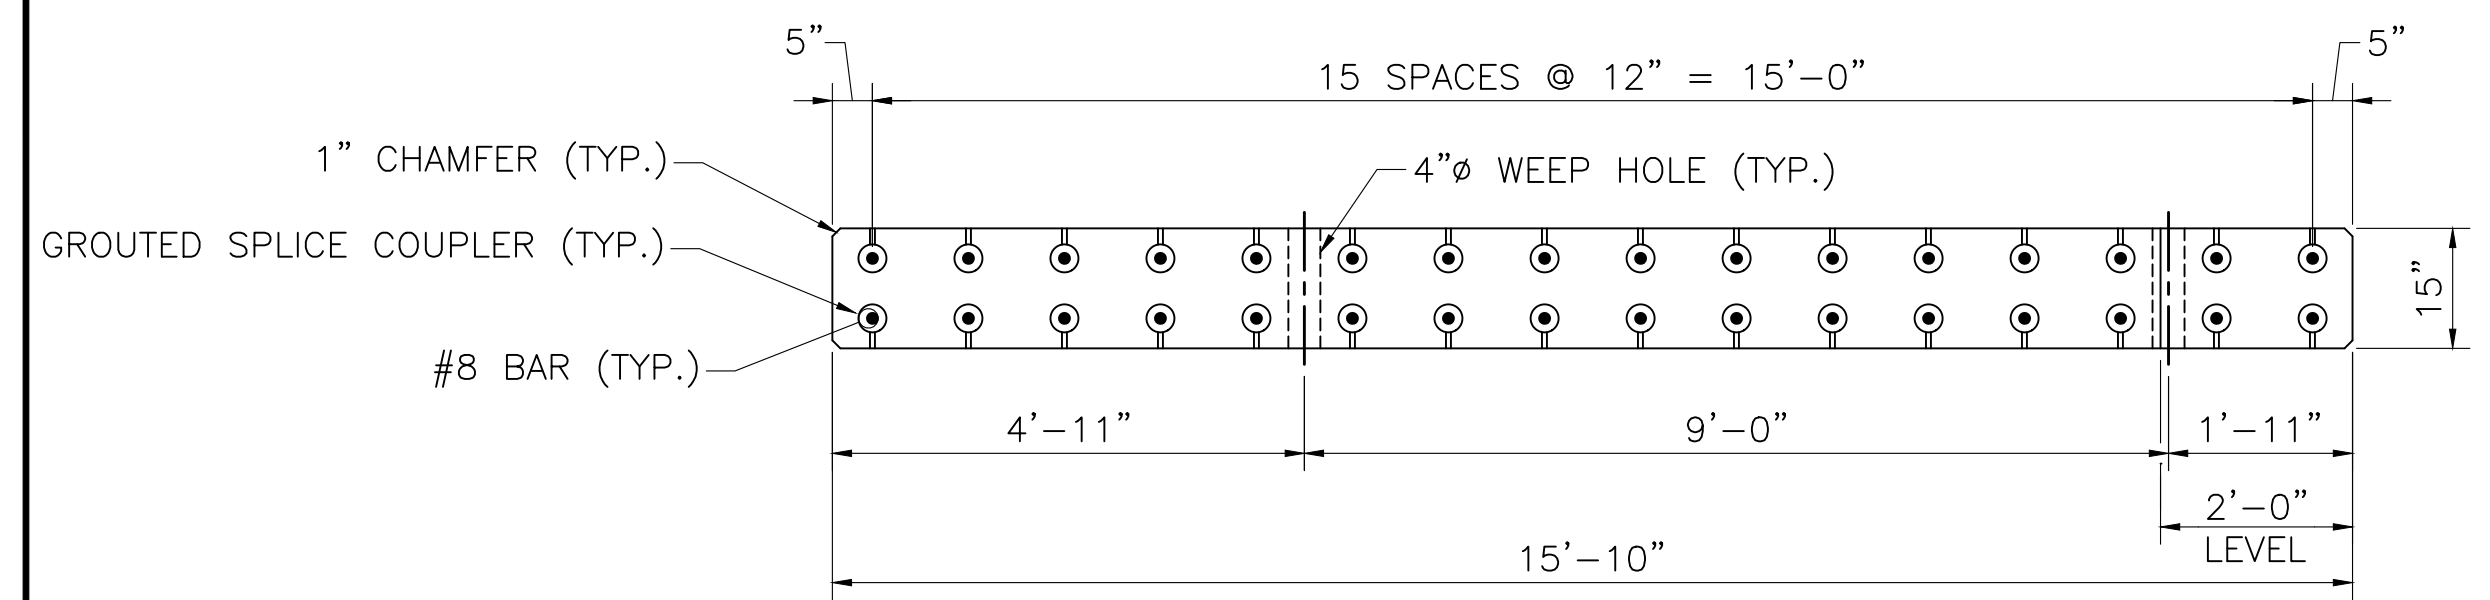 5" 5"
15 SPACES @ 12" = 15'-0"
1" CHAMFER (TYP.)
4"ø WEEP HOLE (TYP.)
GROUTED SPLICE COUPLER (TYP.)
15"
#8 BAR (TYP.)
4'-11" 9'-0" 1'-11"
2'-0"
LEVEL
15'-10"